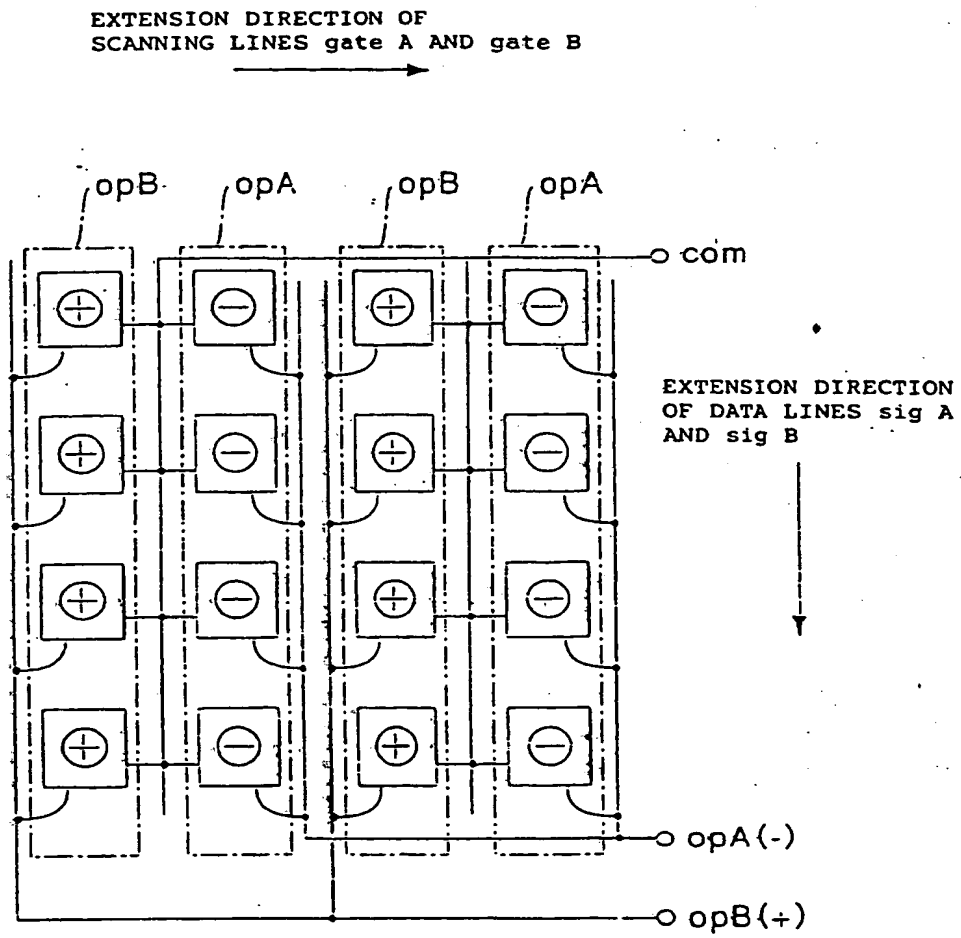 EXTENSION DIRECTION OF
SCANNING LINES gate A AND gate B
opB opA opB opA
com
+ − + −
EXTENSION DIRECTION
OF DATA LINES sig A
AND sig B
+ − + −
+ − + −
+ − + −
opA(-)
opB(+)